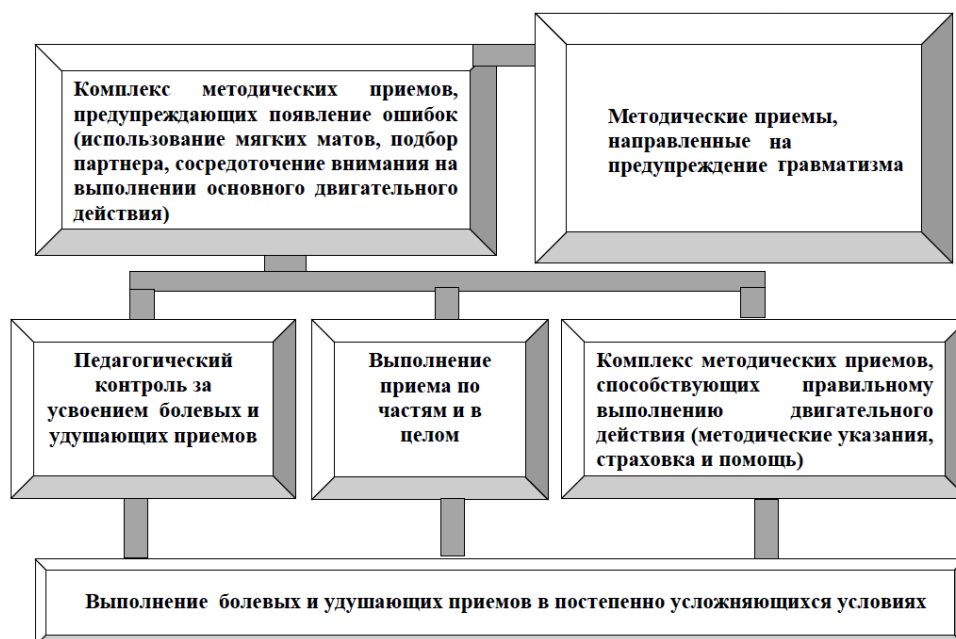 Комплекс методических приемов,
предупреждающих появление ошибок
(использование мягких матов, подбор
партнера, сосредоточение внимания на
выполнении основного двигательного
действия)
Методические приемы,
направленные на
предупреждение травматизма
Педагогический
контроль за
усвоением болевых и
удушающих приемов
Выполнение
приема по
частям и в
целом
Комплекс методических приемов,
способствующих правильному
выполнению двигательного
действия (методические указания,
страховка и помощь)
Выполнение болевых и удушающих приемов в постепенно усложняющихся условиях